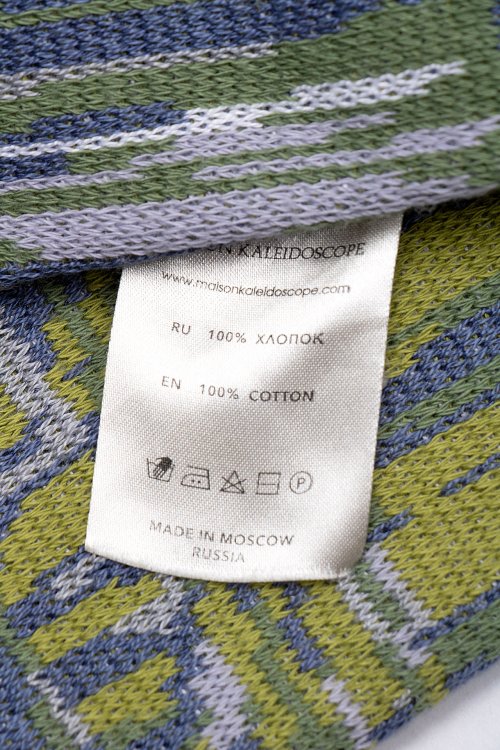 KALEIDOSCOPE
www.maisonkaleidoscope.com
RU 100% ХЛОПОК
EN 100% COTTON
P
MADE IN MOSCOW
RUSSIA